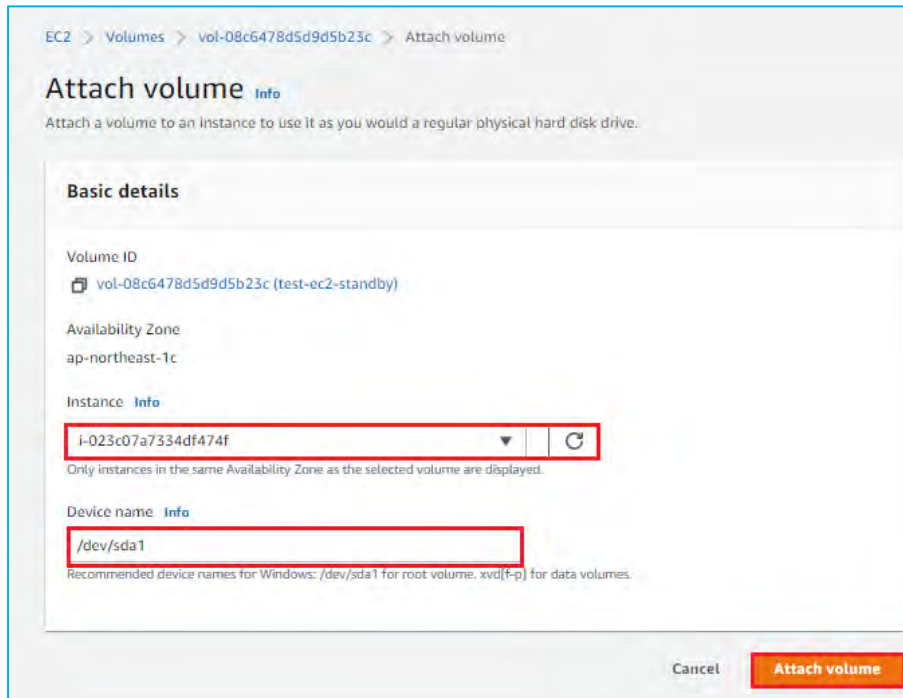 EC2 > Volumes > vol-08c6478d5d9d5b23c > Attach volume
Attach volume Info
Attach a volume to an instance to use it as you would a regular physical hard disk drive.
Basic details
Volume ID
vol-08c6478d5d9d5b23c (test-ec2-standby)
Availability Zone
ap-northeast-1c
Instance Info
i-023c07a7334df474f
Only instances in the same Availability Zone as the selected volume are displayed.
Device name Info
/dev/sda1
Recommended device names for Windows: /dev/sda1 for root volume. xvd[f-p] for data volumes.
Cancel Attach volume